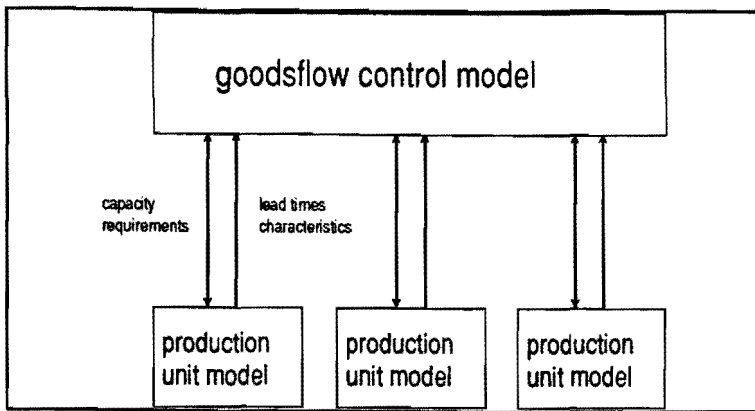 goodsflow control model
capacity
requirements
lead times
characteristics
production
unit model
production
unit model
production
unit model